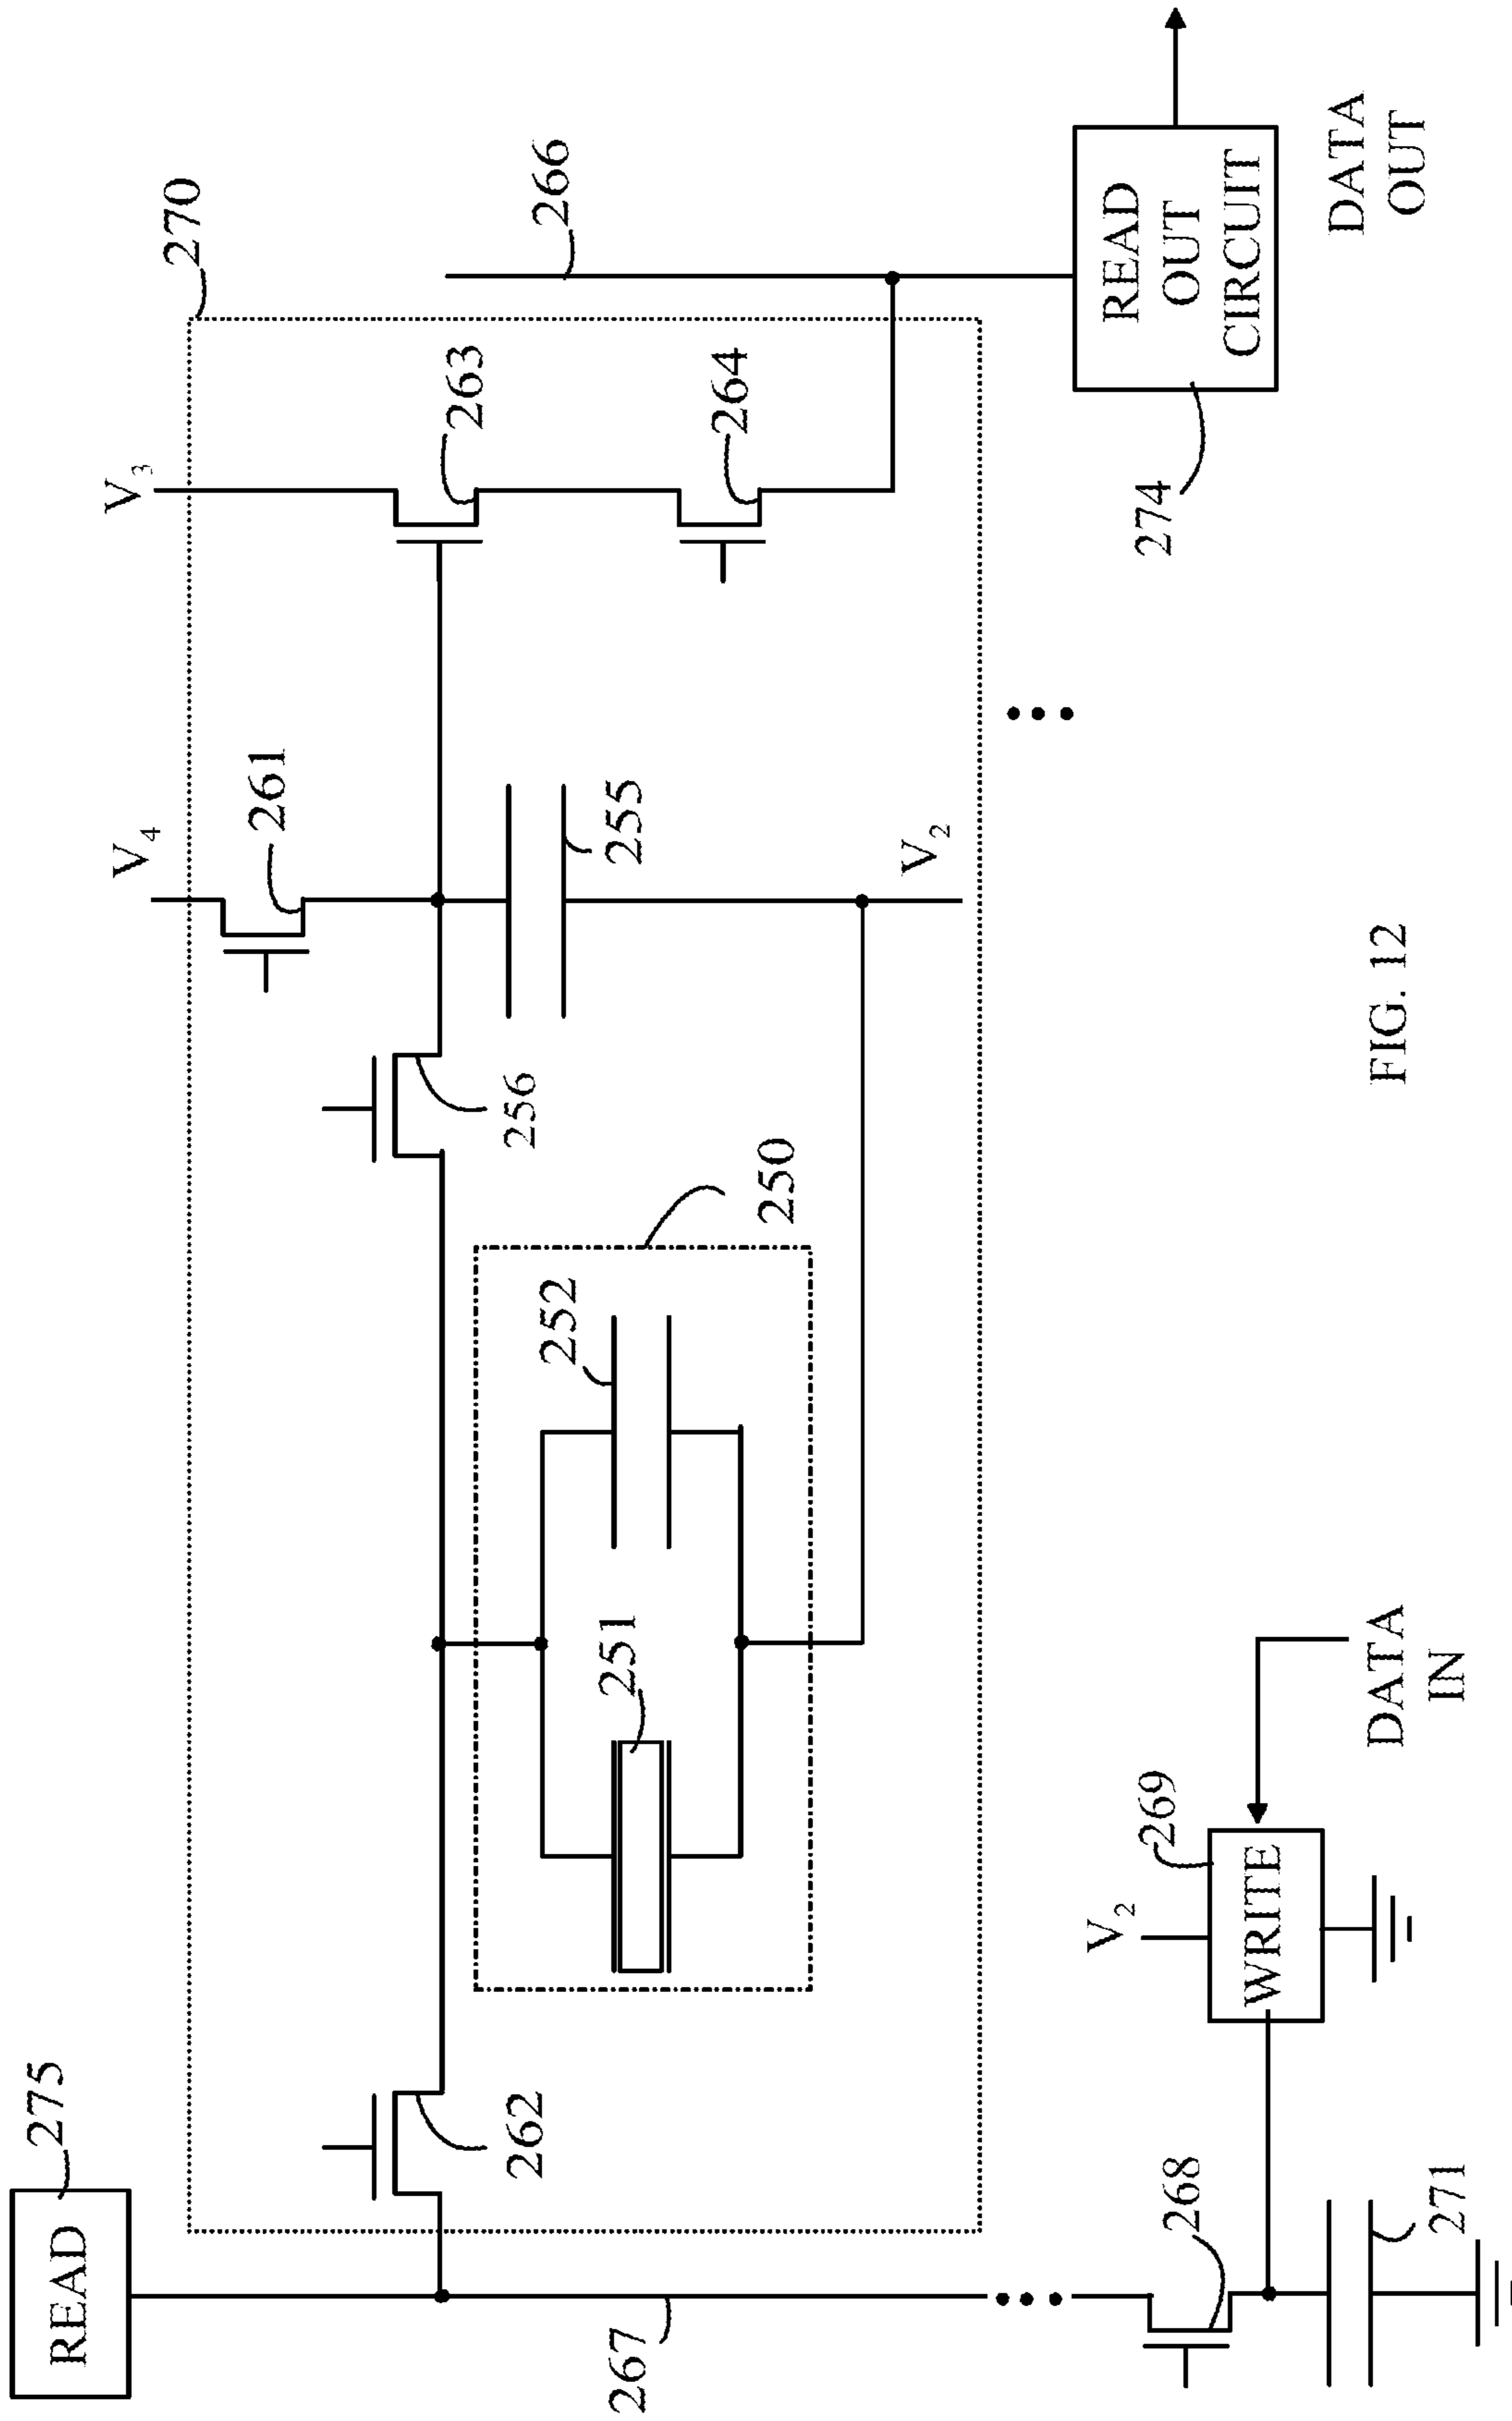 READ
275
270
V₄
V₃
261
263
266
262
256
255
264
252
251
250
V₂
267
268
271
V₂
WRITE
269
DATA
IN
READ
OUT
CIRCUIT
274
DATA
OUT
FIG. 12